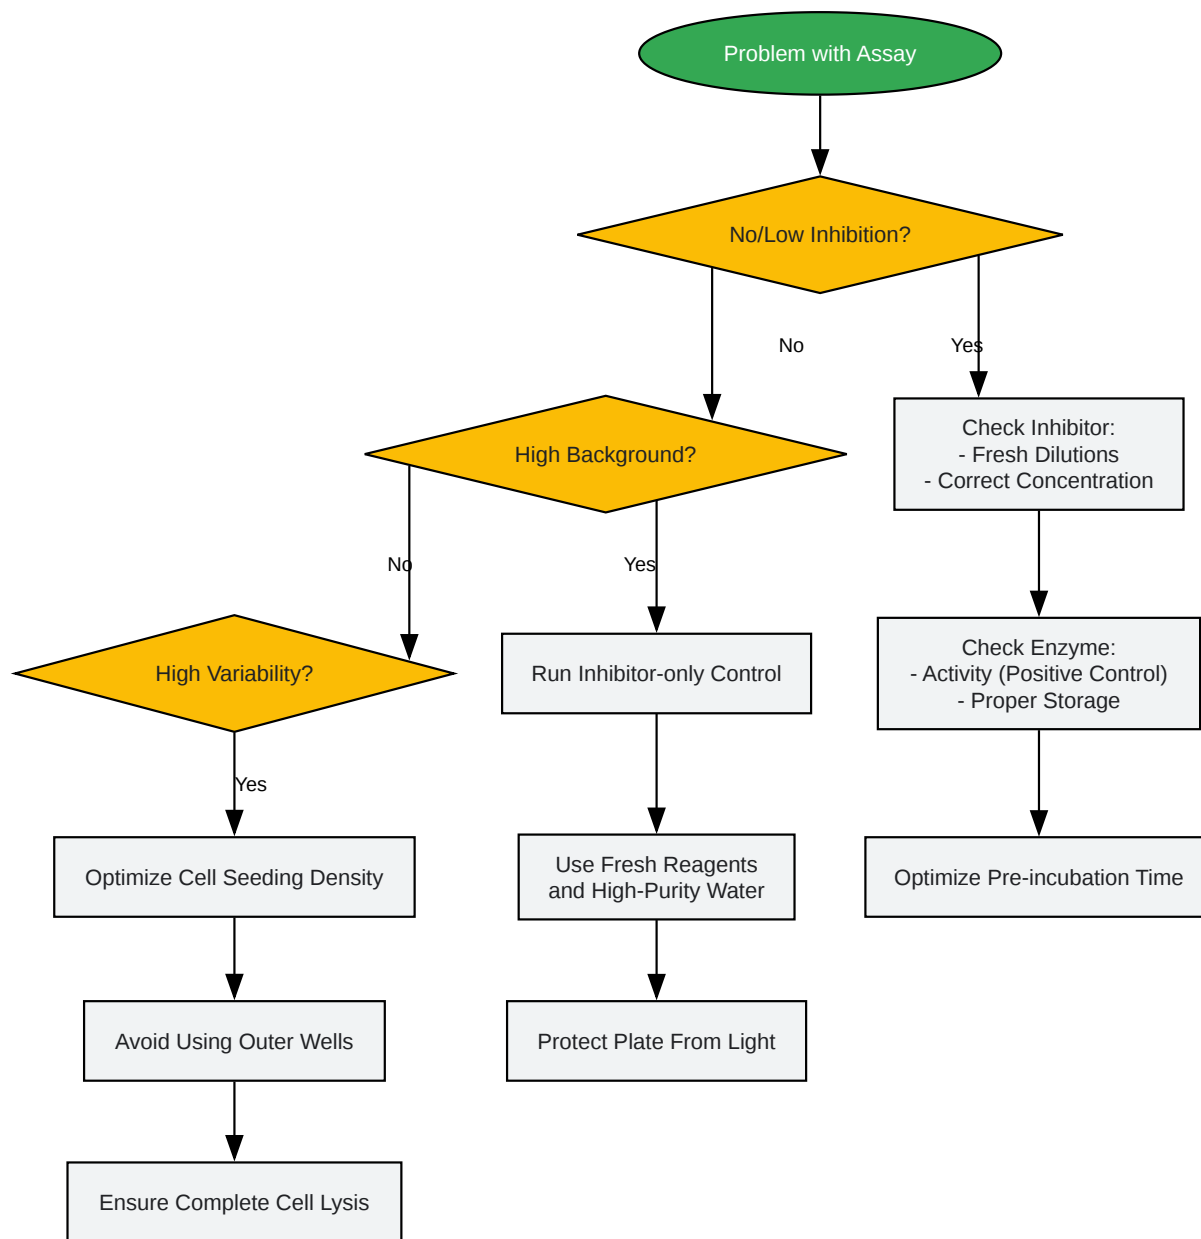 Problem with Assay
No/Low Inhibition?
No
Yes
High Background?
Check Inhibitor:
- Fresh Dilutions
- Correct Concentration
No
Yes
High Variability?
Run Inhibitor-only Control
Check Enzyme:
- Activity (Positive Control)
- Proper Storage
Yes
Optimize Cell Seeding Density
Use Fresh Reagents
and High-Purity Water
Optimize Pre-incubation Time
Avoid Using Outer Wells
Protect Plate From Light
Ensure Complete Cell Lysis